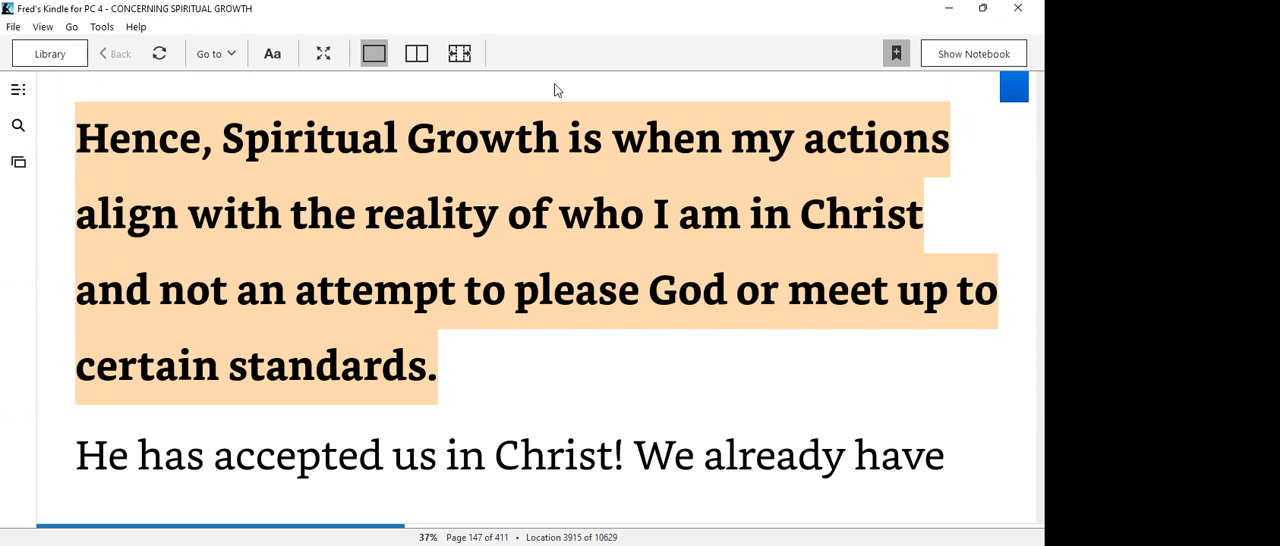 Fred's Kindle for PC 4 - CONCERNING SPIRITUAL GROWTH
File View Go Tools Help
Library Back Go to Aa Show Notebook
Hence, Spiritual Growth is when my actions
align with the reality of who I am in Christ
and not an attempt to please God or meet up to
certain standards.
He has accepted us in Christ! We already have
37% Page 147 of 411 • Location 3915 of 10629